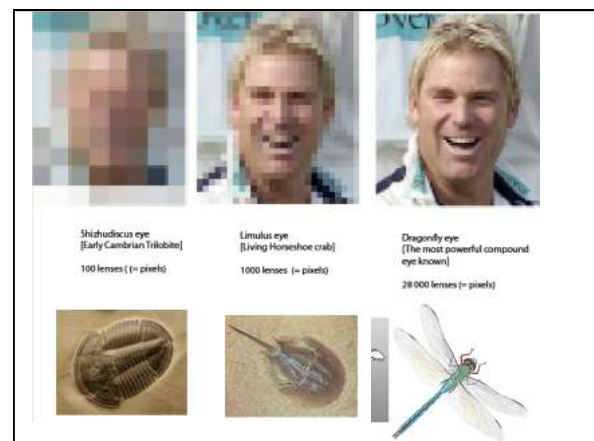 over
Shizhudiscus eye
[Early Cambrian Trilobite]
100 lenses ( (= pixels)
Limulus eye
[Living Horseshoe crab]
1000 lenses (= pixels)
Dragonfly eye
[The most powerful compound
eye known]
28 000 lenses (= pixels)